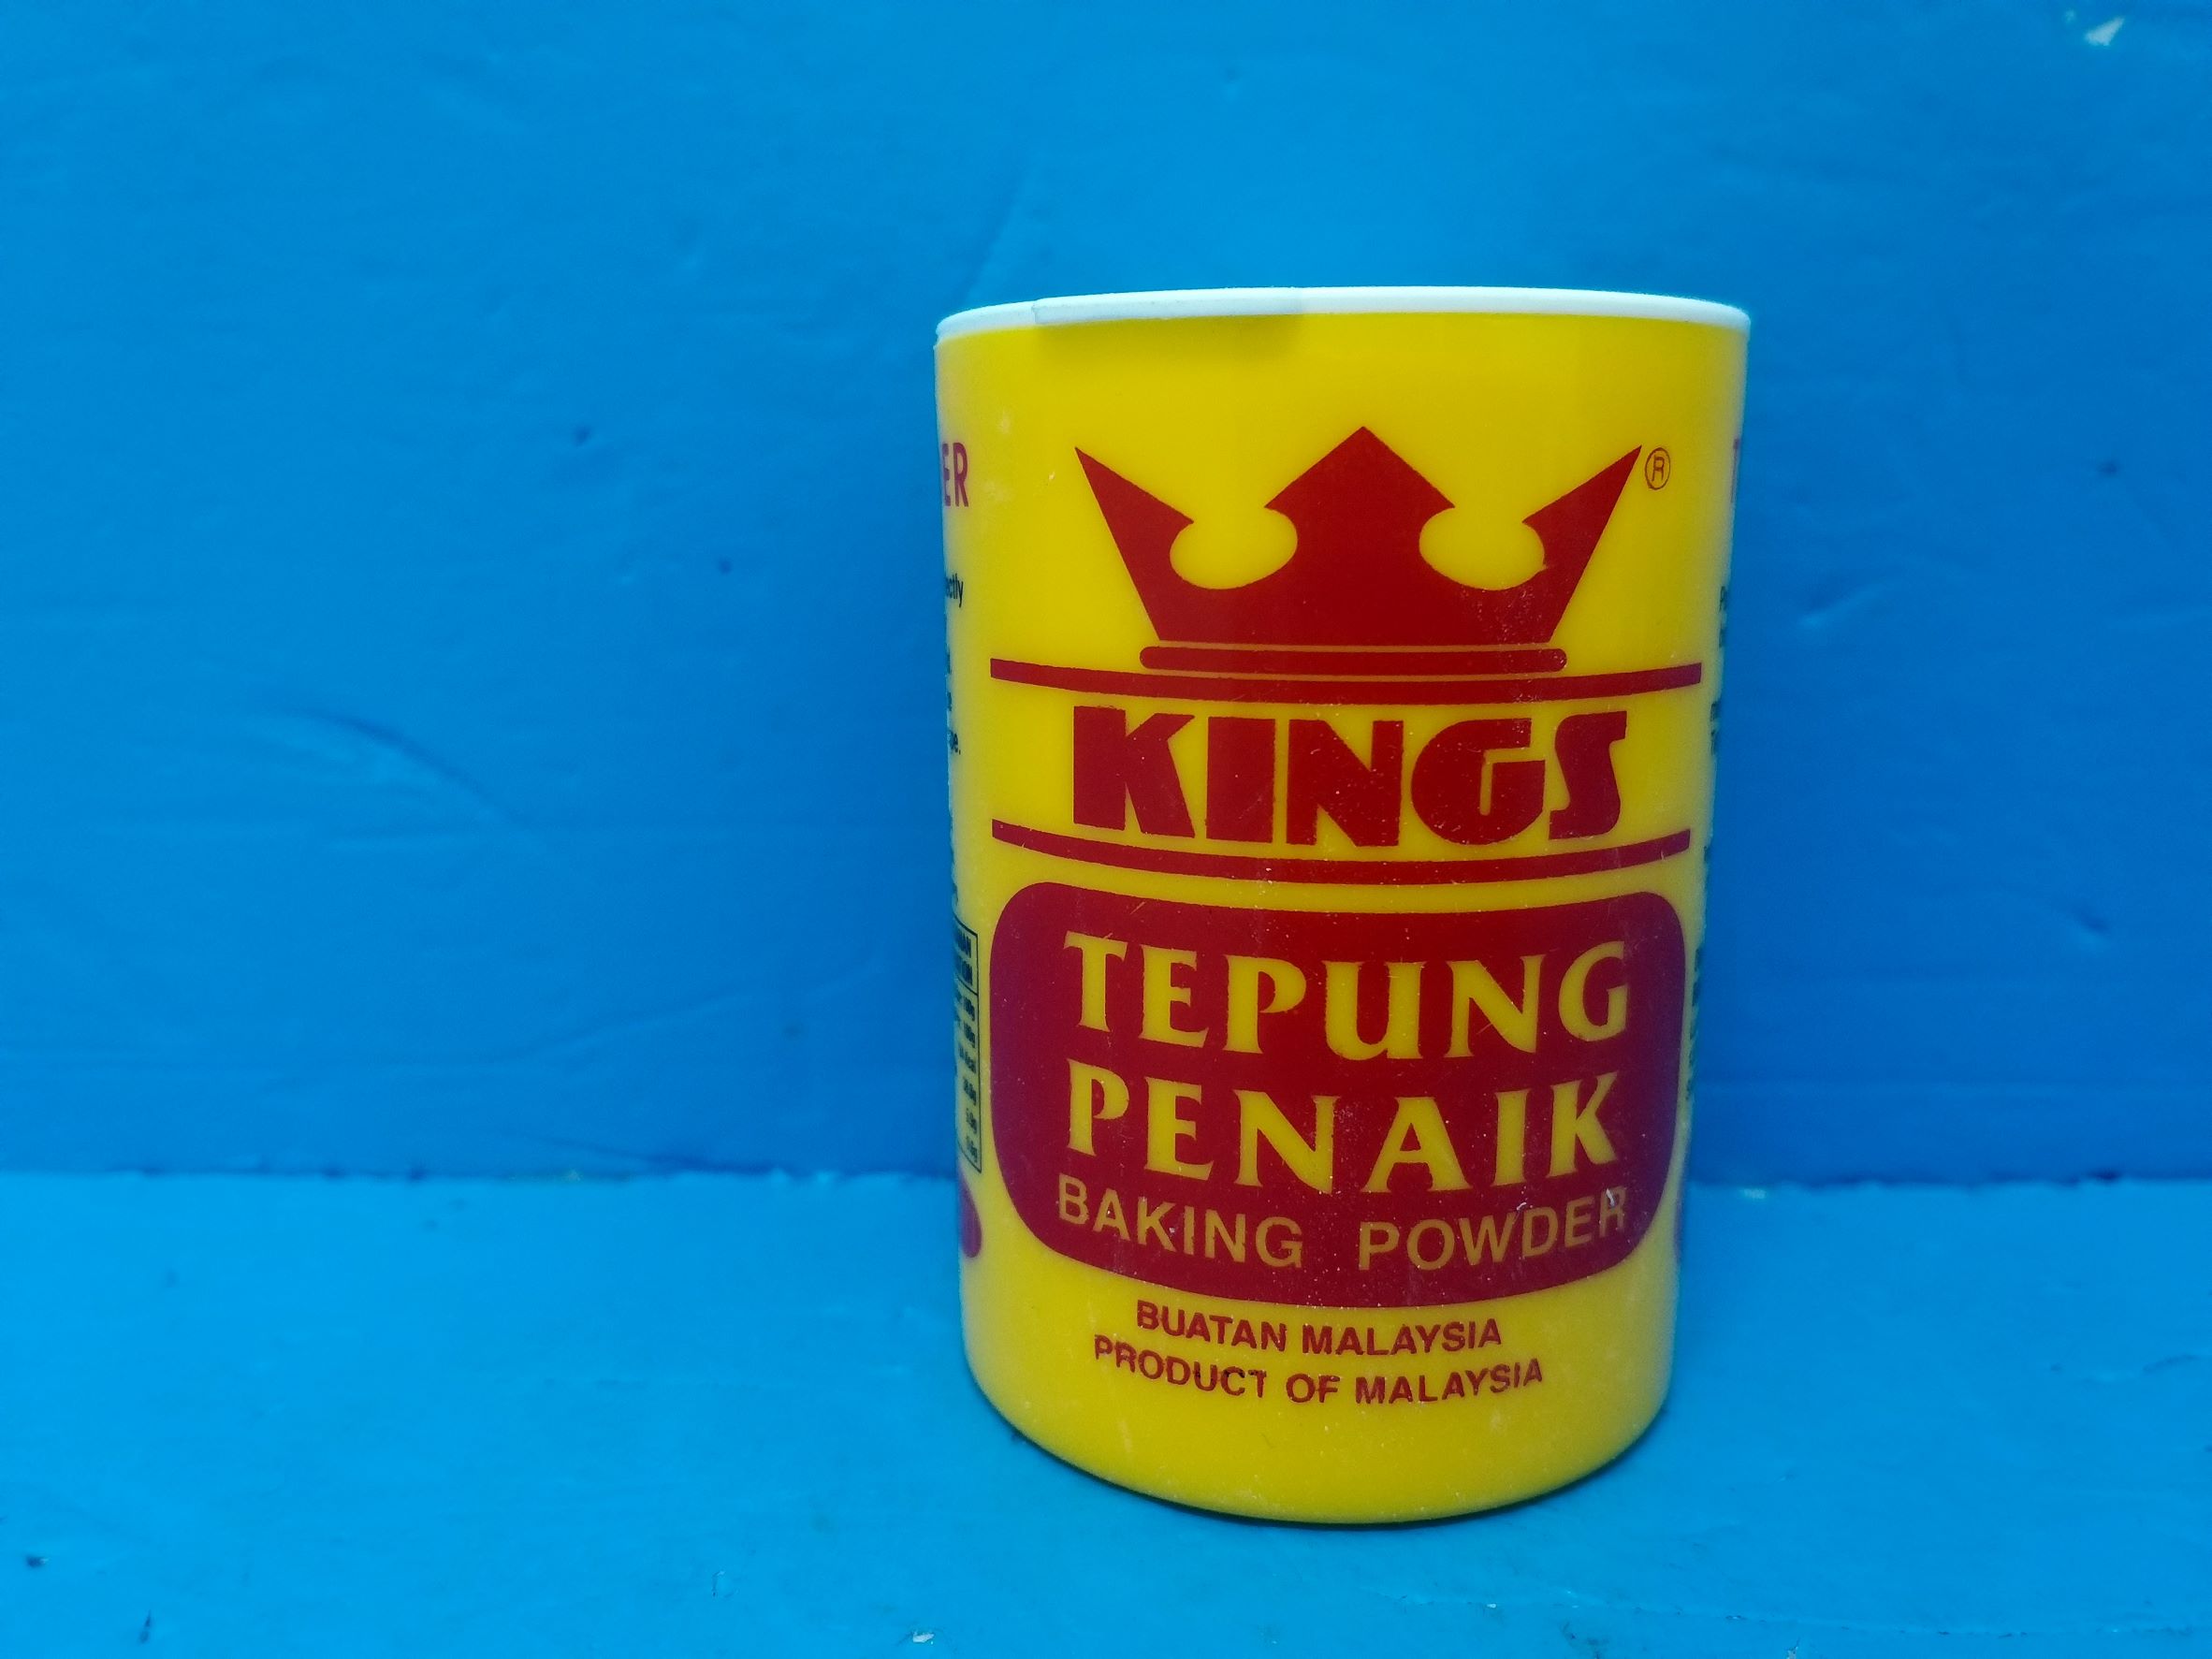 ®
KINGS
TEPUNG
PENAIK
BAKING POWDER
BUATAN MALAYSIA
PRODUCT OF MALAYSIA